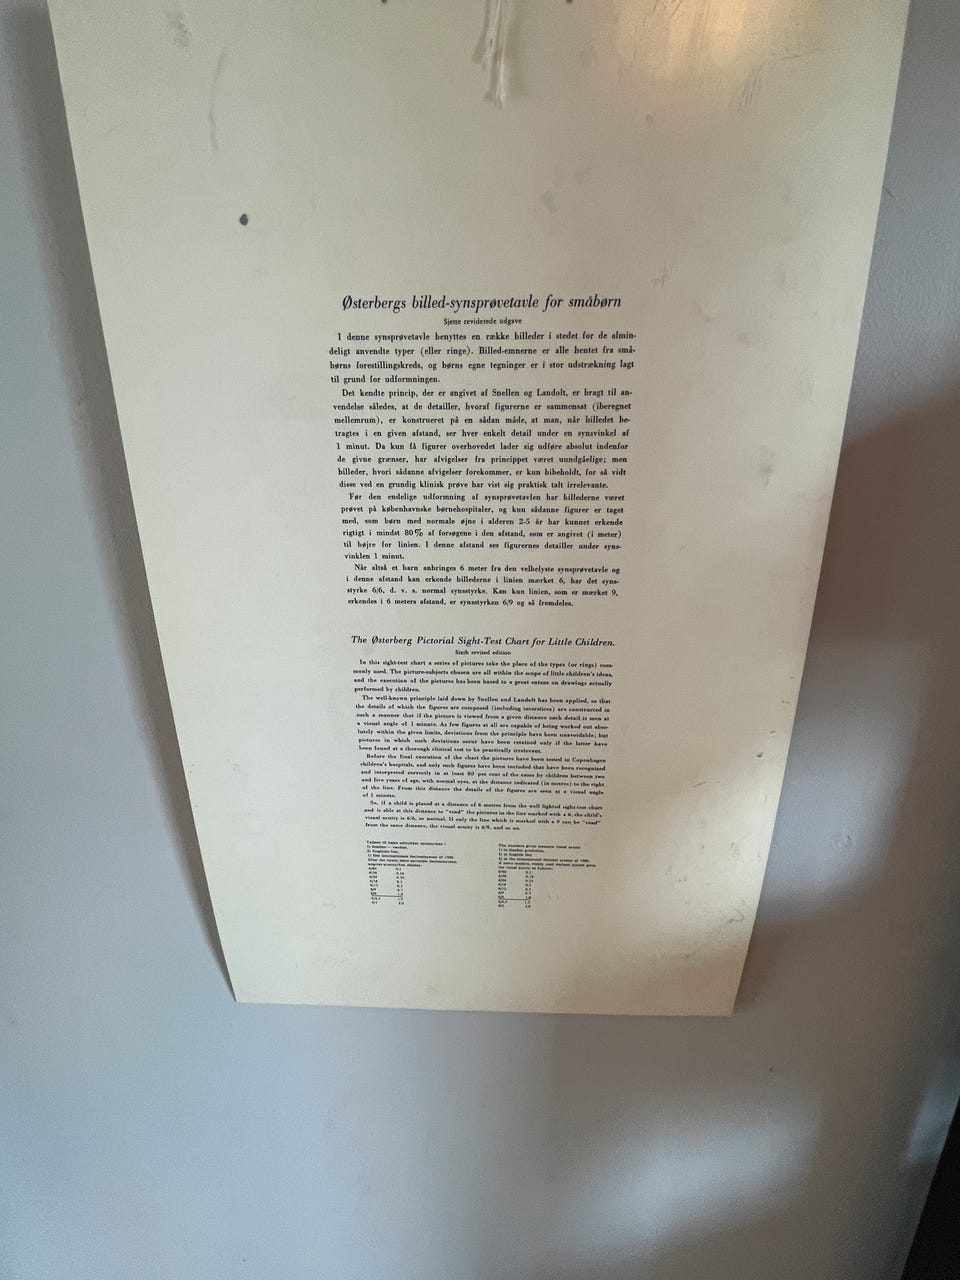 Østerbergs billed-synsprøvetavle for småbørn
Sjette reviderede udgave
I denne synsprøvetavle benyttes en række billeder i stedet for de almin-
deligt anvendte typer (eller ringe). Billed-emnerne er alle hentet fra små-
børns forestillingskreds, og børns egne tegninger er i stor udstrækning lagt
til grund for udformningen.
Det kendte princip, der er angivet af Snellen og Landolt, er bragt til an-
vendelse således, at de detailler, hvoraf figurerne er sammensat (iberegnet
mellemrum), er konstrueret på en sådan måde, at man, når billedet be-
tragtes i en given afstand, ser hver enkelt detail under en synsvinkel af
1 minut. Da kun få figurer overhovedet lader sig udføre absolut indenfor
de givne grænser, har afvigelser fra princippet været uundgåelige; men
billeder, hvori sådanne afvigelser forekommer, er kun bibeholdt, for så vidt
disse ved en grundig klinisk prøve har vist sig praktisk talt irrelevante.
Før den endelige udformning af synsprøvetavlen har billederne været
prøvet på københavnske børnehospitaler, og kun sådanne figurer er taget
med, som børn med normale øjne i alderen 2-5 år har kunnet erkende
rigtigt i mindst 80% af forsøgene i den afstand, som er angivet (i meter)
til højre for linien. I denne afstand ses figurernes detailler under syns-
vinklen 1 minut.
Når altså et barn anbringes 6 meter fra den velbelyste synsprøvetavle og
i denne afstand kan erkende billederne i linien mærket 6, har det syns-
styrke 6/6, d. v. s. normal synsstyrke. Kan kun linien, som er mærket 9,
erkendes i 6 meters afstand, er synsstyrken 6/9 og så fremdeles.
The Østerberg Pictorial Sight-Test Chart for Little Children.
Sixth revised edition
In this sight-test chart a series of pictures take the place of the types (or rings) com-
monly used. The picture-subjects chosen are all within the scope of little children's ideas,
and the execution of the pictures has been based to a great extent on drawings actually
performed by children.
The well-known principle laid down by Snellen and Landolt has been applied, so that
the details of which the figures are composed (including interstices) are constructed in
such a manner that if the picture is viewed from a given distance each detail is seen at
a visual angle of 1 minute. As few figures at all are capable of being worked out abso-
lutely within the given limits, deviations from the principle have been unavoidable; but
pictures in which such deviations occur have been retained only if the latter have
been found at a thorough clinical test to be practically irrelevant.
Before the final execution of the chart the pictures have been tested in Copenhagen
children's hospitals, and only such figures have been included that have been recognized
and interpreted correctly in at least 80 per cent of the cases by children between two
and five years of age, with normal eyes, at the distance indicated (in metres) to the right
of the line. From this distance the details of the figures are seen at a visual angle
of 1 minute.
So, if a child is placed at a distance of 6 metres from the well lighted sight-test chart
and is able at this distance to "read" the pictures in the line marked with a 6, the child's
visual acuity is 6/6, or normal. If only the line which is marked with a 9 can be "read"
from the same distance, the visual acuity is 6/9, and so on.